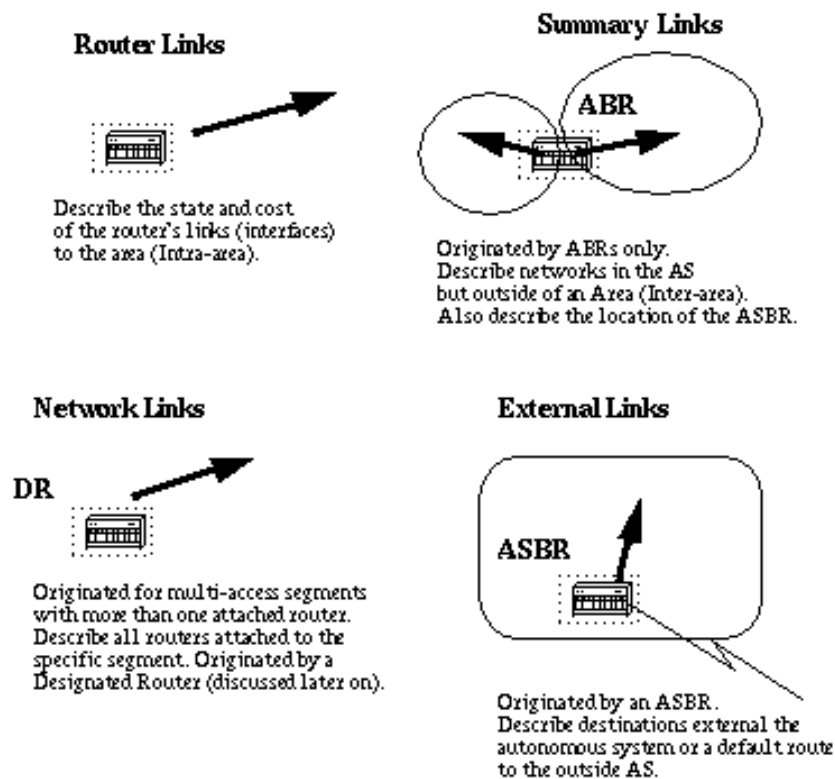 Router Links
Describe the state and cost
of the router's links (interfaces)
to the area (Intra-area).
Summary Links
ABR
Originated by ABRs only.
Describe networks in the AS
but outside of an Area (Inter-area).
Also describe the location of the ASBR.
Network Links
DR
Originated for multi-access segments
with more than one attached router.
Describe all routers attached to the
specific segment. Originated by a
Designated Router (discussed later on).
External Links
ASBR
Originated by an ASBR.
Describe destinations external the
autonomous system or a default route
to the outside AS.